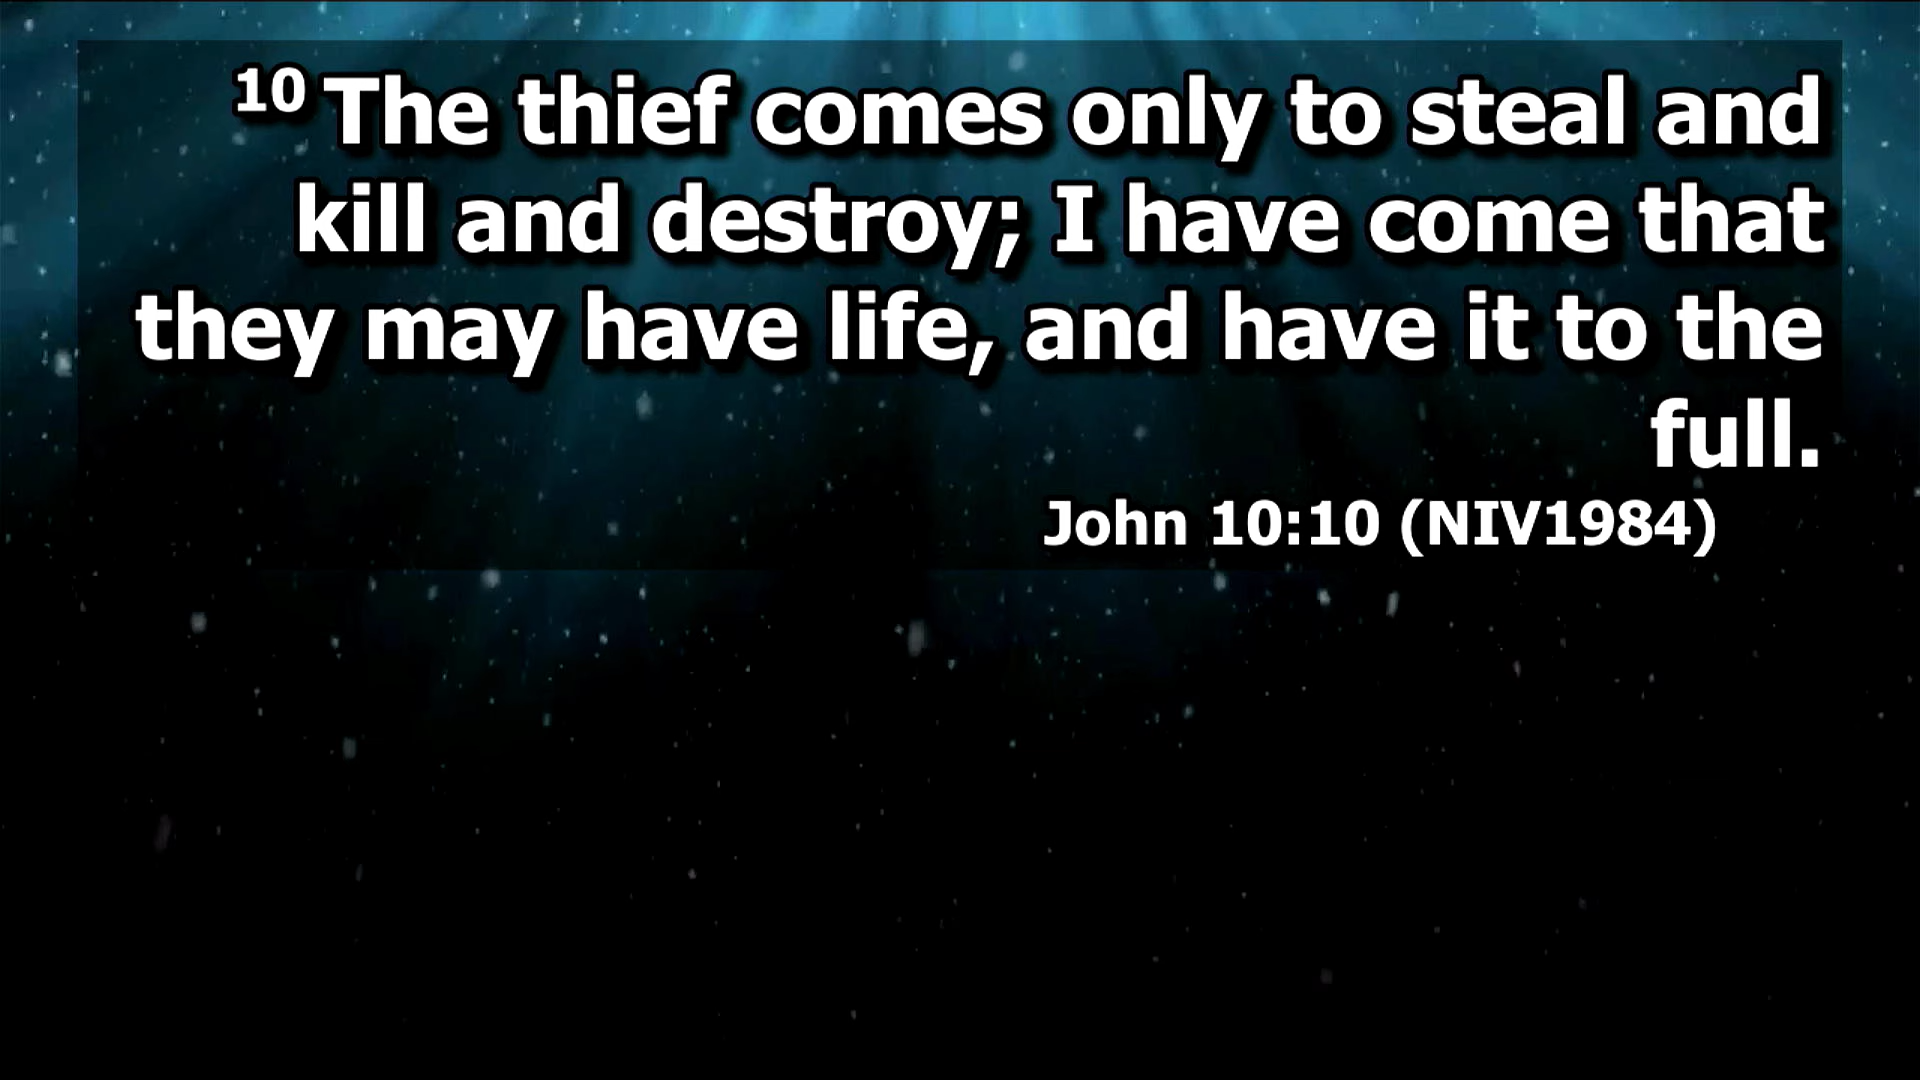 10 The thief comes only to steal and
kill and destroy; I have come that
they may have life, and have it to the
full.
John 10:10 (NIV1984)